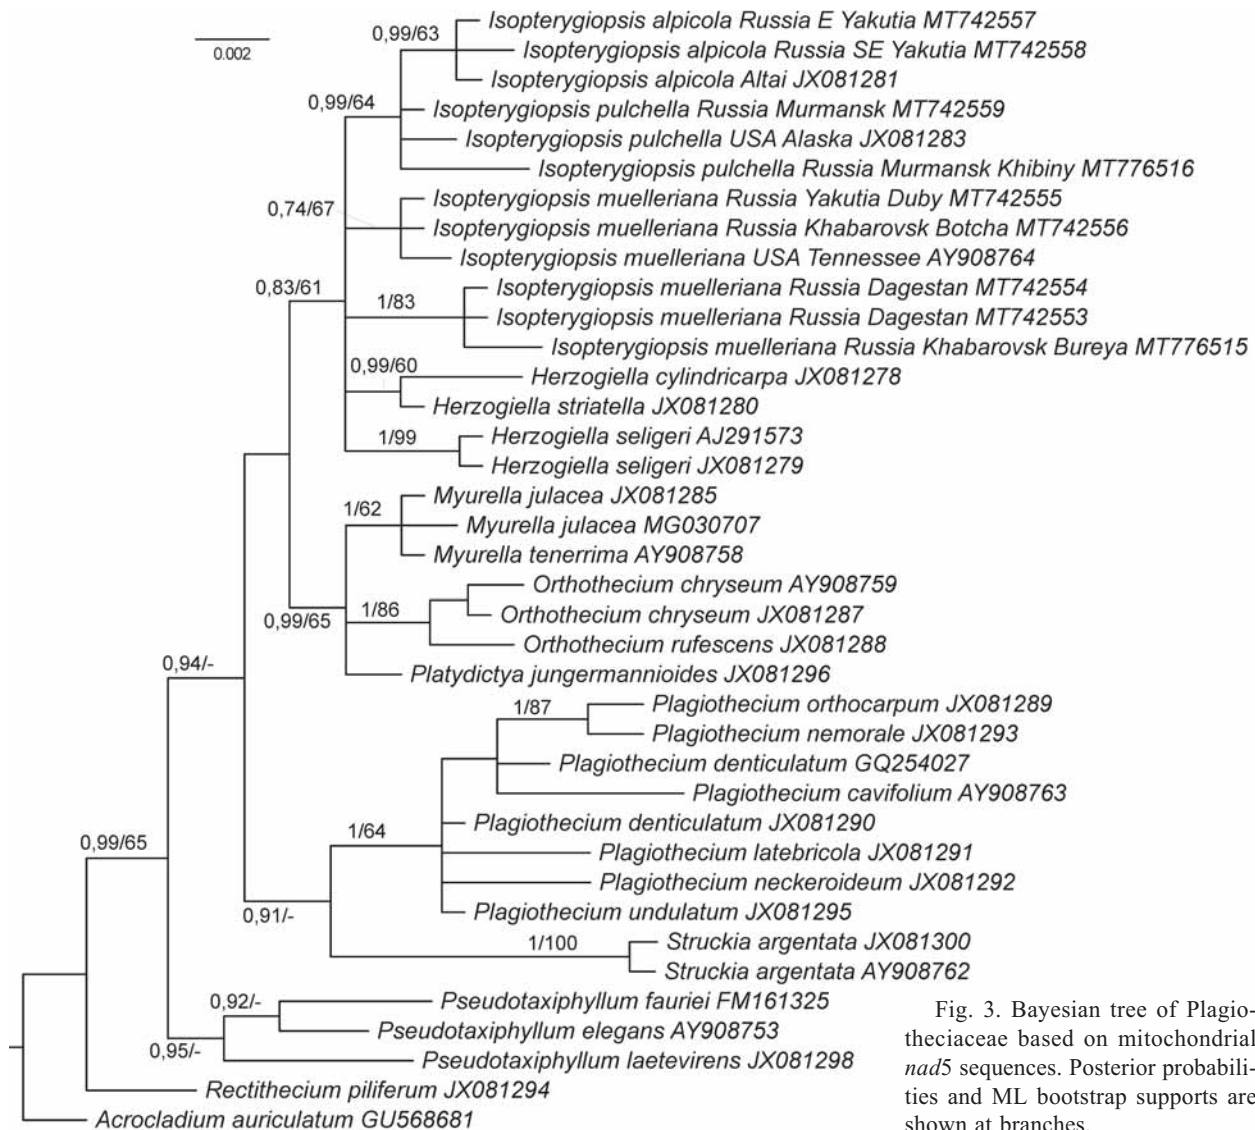 Isopterygiopsis alpicola Russia E Yakutia MT742557
0,99/63
Isopterygiopsis alpicola Russia SE Yakutia MT742558
0.002
Isopterygiopsis alpicola Altai JX081281
0,99/64
Isopterygiopsis pulchella Russia Murmansk MT742559
Isopterygiopsis pulchella USA Alaska JX081283
Isopterygiopsis pulchella Russia Murmansk Khibiny MT776516
Isopterygiopsis muelleriana Russia Yakutia Duby MT742555
0,74/67
Isopterygiopsis muelleriana Russia Khabarovsk Botcha MT742556
Isopterygiopsis muelleriana USA Tennessee AY908764
0,83/61
Isopterygiopsis muelleriana Russia Dagestan MT742554
1/83
Isopterygiopsis muelleriana Russia Dagestan MT742553
Isopterygiopsis muelleriana Russia Khabarovsk Bureya MT776515
0,99/60
Herzogiella cylindricarpa JX081278
Herzogiella striatella JX081280
1/99
Herzogiella seligeri AJ291573
Herzogiella seligeri JX081279
Myurella julacea JX081285
1/62
Myurella julacea MG030707
Myurella tenerrima AY908758
Orthothecium chryseum AY908759
0,99/65
1/86
Orthothecium chryseum JX081287
Orthothecium rufescens JX081288
0,94/-
Platydictya jungermannioides JX081296
Plagiothecium orthocarpum JX081289
1/87
Plagiothecium nemorale JX081293
Plagiothecium denticulatum GQ254027
Plagiothecium cavifolium AY908763
Plagiothecium denticulatum JX081290
0,99/65
1/64
Plagiothecium latebricola JX081291
Plagiothecium neckeroideum JX081292
0,91/-
Plagiothecium undulatum JX081295
1/100
Struckia argentata JX081300
Struckia argentata AY908762
0,92/-
Pseudotaxiphyllum fauriei FM161325
Pseudotaxiphyllum elegans AY908753
0,95/-
Pseudotaxiphyllum laetevirens JX081298
Rectithecium piliferum JX081294
Acrocladium auriculatum GU568681
Fig. 3. Bayesian tree of Plagio-
theciaceae based on mitochondrial
nad5 sequences. Posterior probabili-
ties and ML bootstrap supports are
shown at branches.